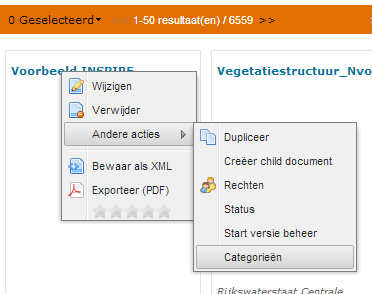 0 Geselecteerd
<< 1-50 resultaat(en) / 6559 >>
Voorbeeld INSPIRE
Vegetatiestructuur_Nvo
Wijzigen
Verwijder
Andere acties
Bewaar als XML
Exporteer (PDF)
Dupliceer
Creëer child document
Rechten
Status
Start versie beheer
Categorieën
Rijkswaterstaat Centrale